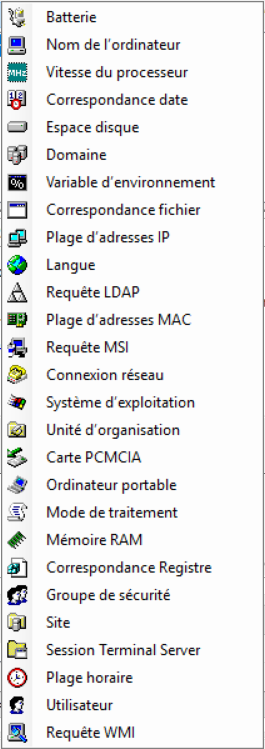 Batterie
Nom de l'ordinateur
MHz Vitesse du processeur
Correspondance date
Espace disque
Domaine
% Variable d'environnement
Correspondance fichier
Plage d'adresses IP
Langue
Requête LDAP
Plage d'adresses MAC
Requête MSI
Connexion réseau
Système d'exploitation
Unité d'organisation
Carte PCMCIA
Ordinateur portable
Mode de traitement
Mémoire RAM
Correspondance Registre
Groupe de sécurité
Site
Session Terminal Server
Plage horaire
Utilisateur
Requête WMI